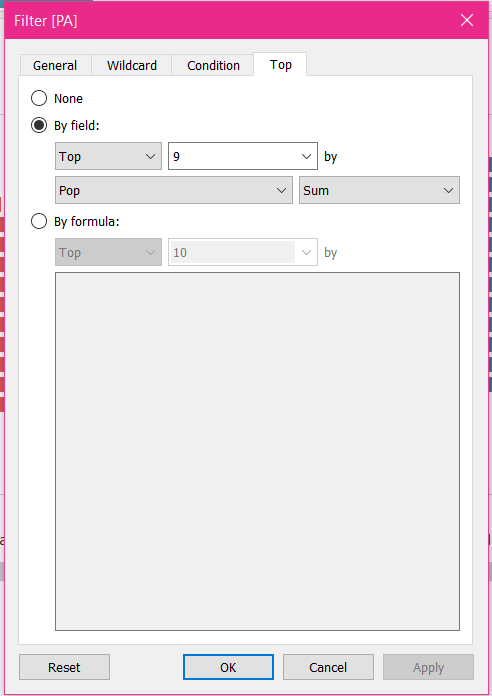 Filter [PA]
General Wildcard Condition Top
None
By field:
Top 9 by
Pop Sum
By formula:
Top 10 by
Reset OK Cancel Apply